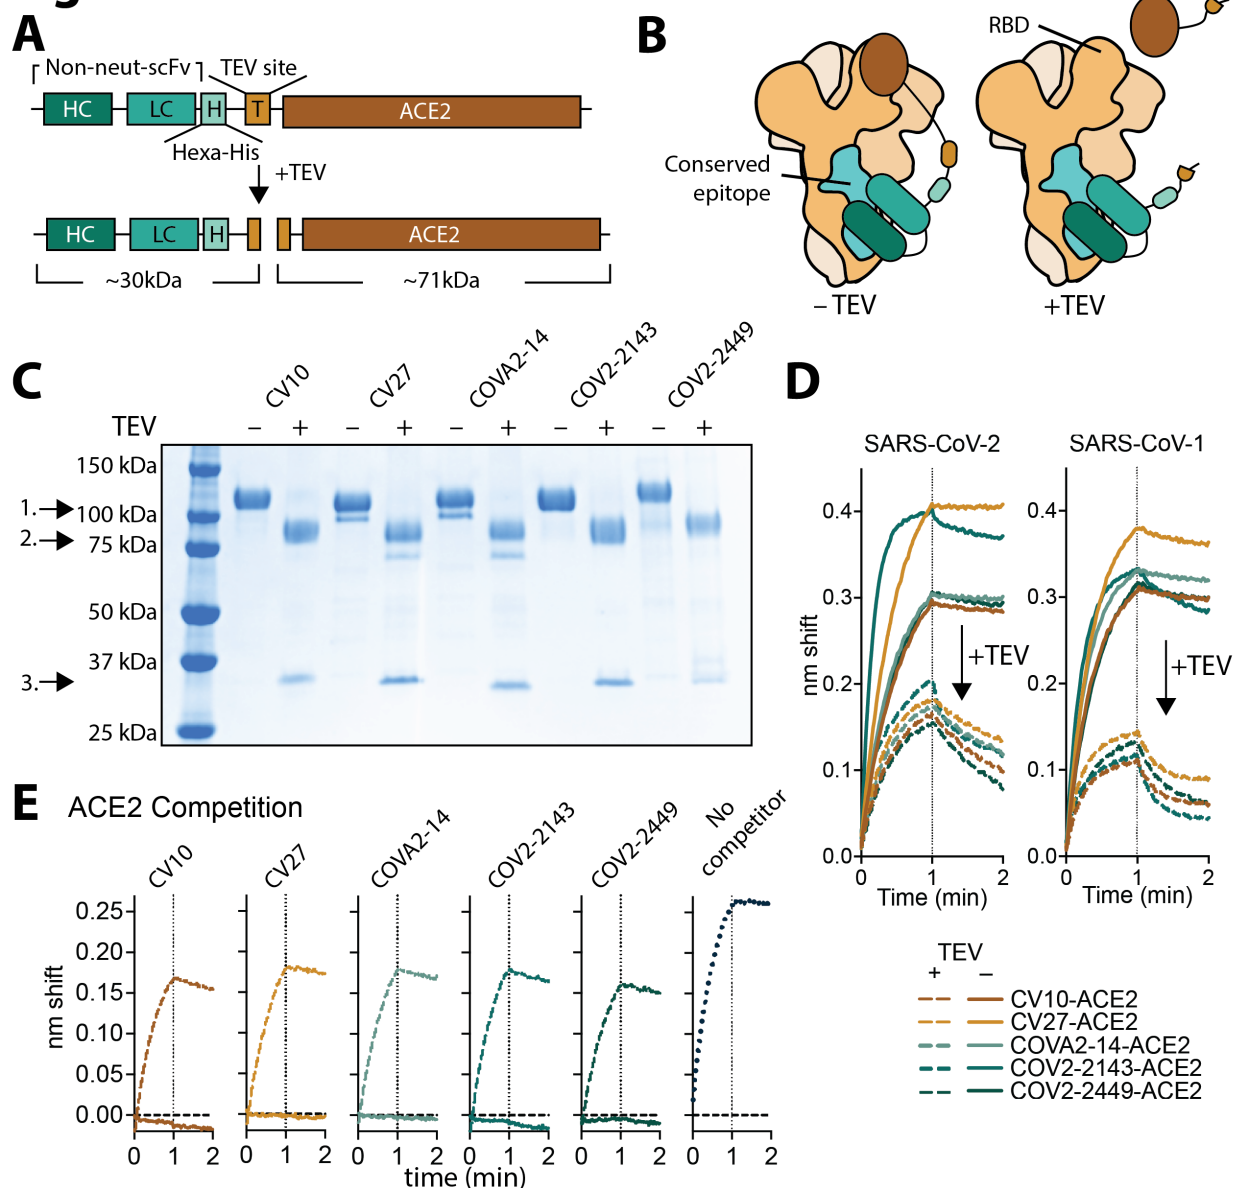 A
Non-neut-scFv
TEV site
HC
LC
H
T
ACE2
Hexa-His
+TEV
HC
LC
H
ACE2
~30kDa
~71kDa
B
RBD
Conserved
epitope
– TEV
+TEV
C
CV10
CV27
COVA2-14
COV2-2143
COV2-2449
TEV
– + – + – + – + – +
150 kDa
1.
100 kDa
2.
75 kDa
50 kDa
37 kDa
3.
25 kDa
D
SARS-CoV-2
SARS-CoV-1
nm shift
0.4
0.3
0.2
0.1
0.0
+TEV
0 1 2
Time (min)
0.4
0.3
0.2
0.1
0.0
+TEV
0 1 2
Time (min)
E
ACE2 Competition
CV10
CV27
COVA2-14
COV2-2143
COV2-2449
No
competitor
nm shift
0.25
0.20
0.15
0.10
0.05
0.00
0 1 2
0 1 2
0 1 2
0 1 2
0 1 2
0 1 2
time (min)
TEV
+ –
CV10-ACE2
CV27-ACE2
COVA2-14-ACE2
COV2-2143-ACE2
COV2-2449-ACE2